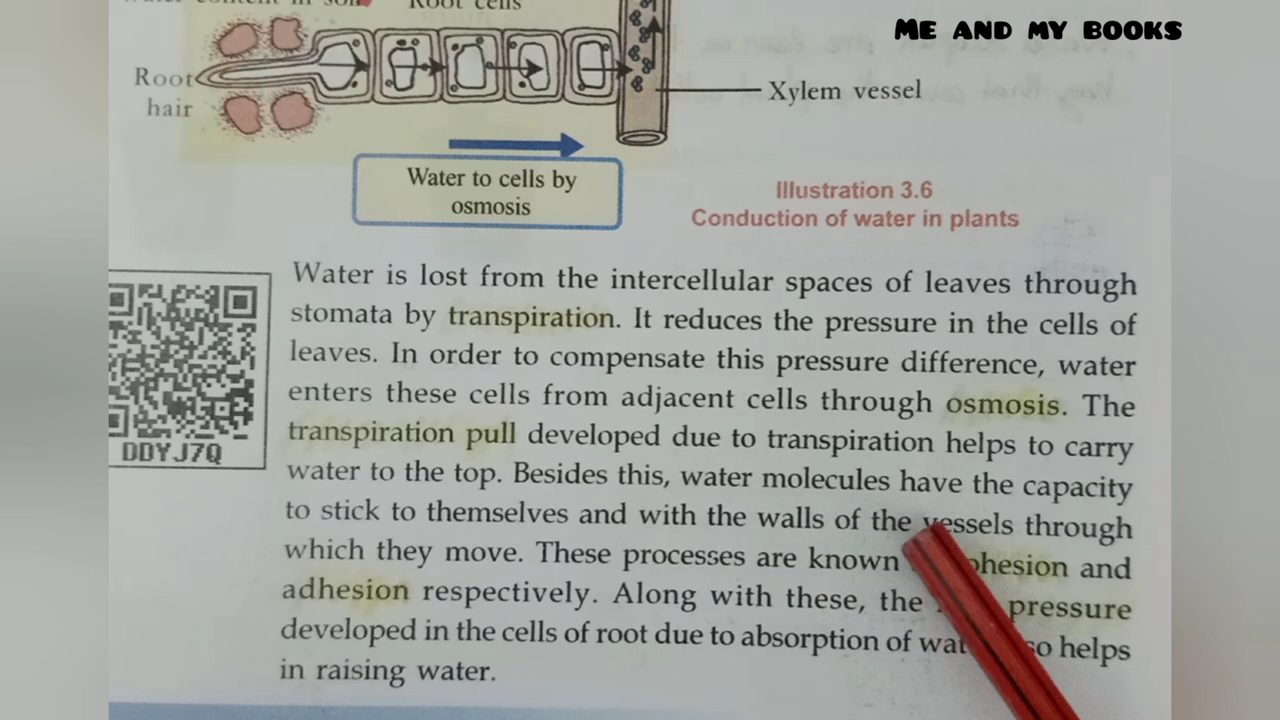 Root cells
ME AND MY BOOKS
Root
hair
Xylem vessel
Water to cells by
osmosis
Illustration 3.6
Conduction of water in plants
DDYJ7Q
Water is lost from the intercellular spaces of leaves through
stomata by transpiration. It reduces the pressure in the cells of
leaves. In order to compensate this pressure difference, water
enters these cells from adjacent cells through osmosis. The
transpiration pull developed due to transpiration helps to carry
water to the top. Besides this, water molecules have the capacity
to stick to themselves and with the walls of the vessels through
which they move. These processes are known and
adhesion respectively. Along with these, the pressure
developed in the cells of root due to absorption of helps
in raising water.